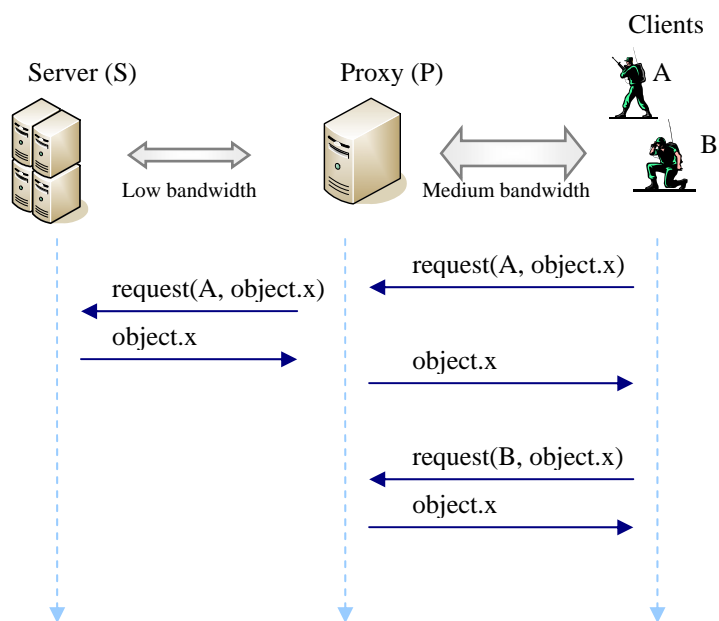 Clients
Server (S)
Proxy (P)
A
B
Low bandwidth
Medium bandwidth
request(A, object.x)
request(A, object.x)
object.x
object.x
request(B, object.x)
object.x